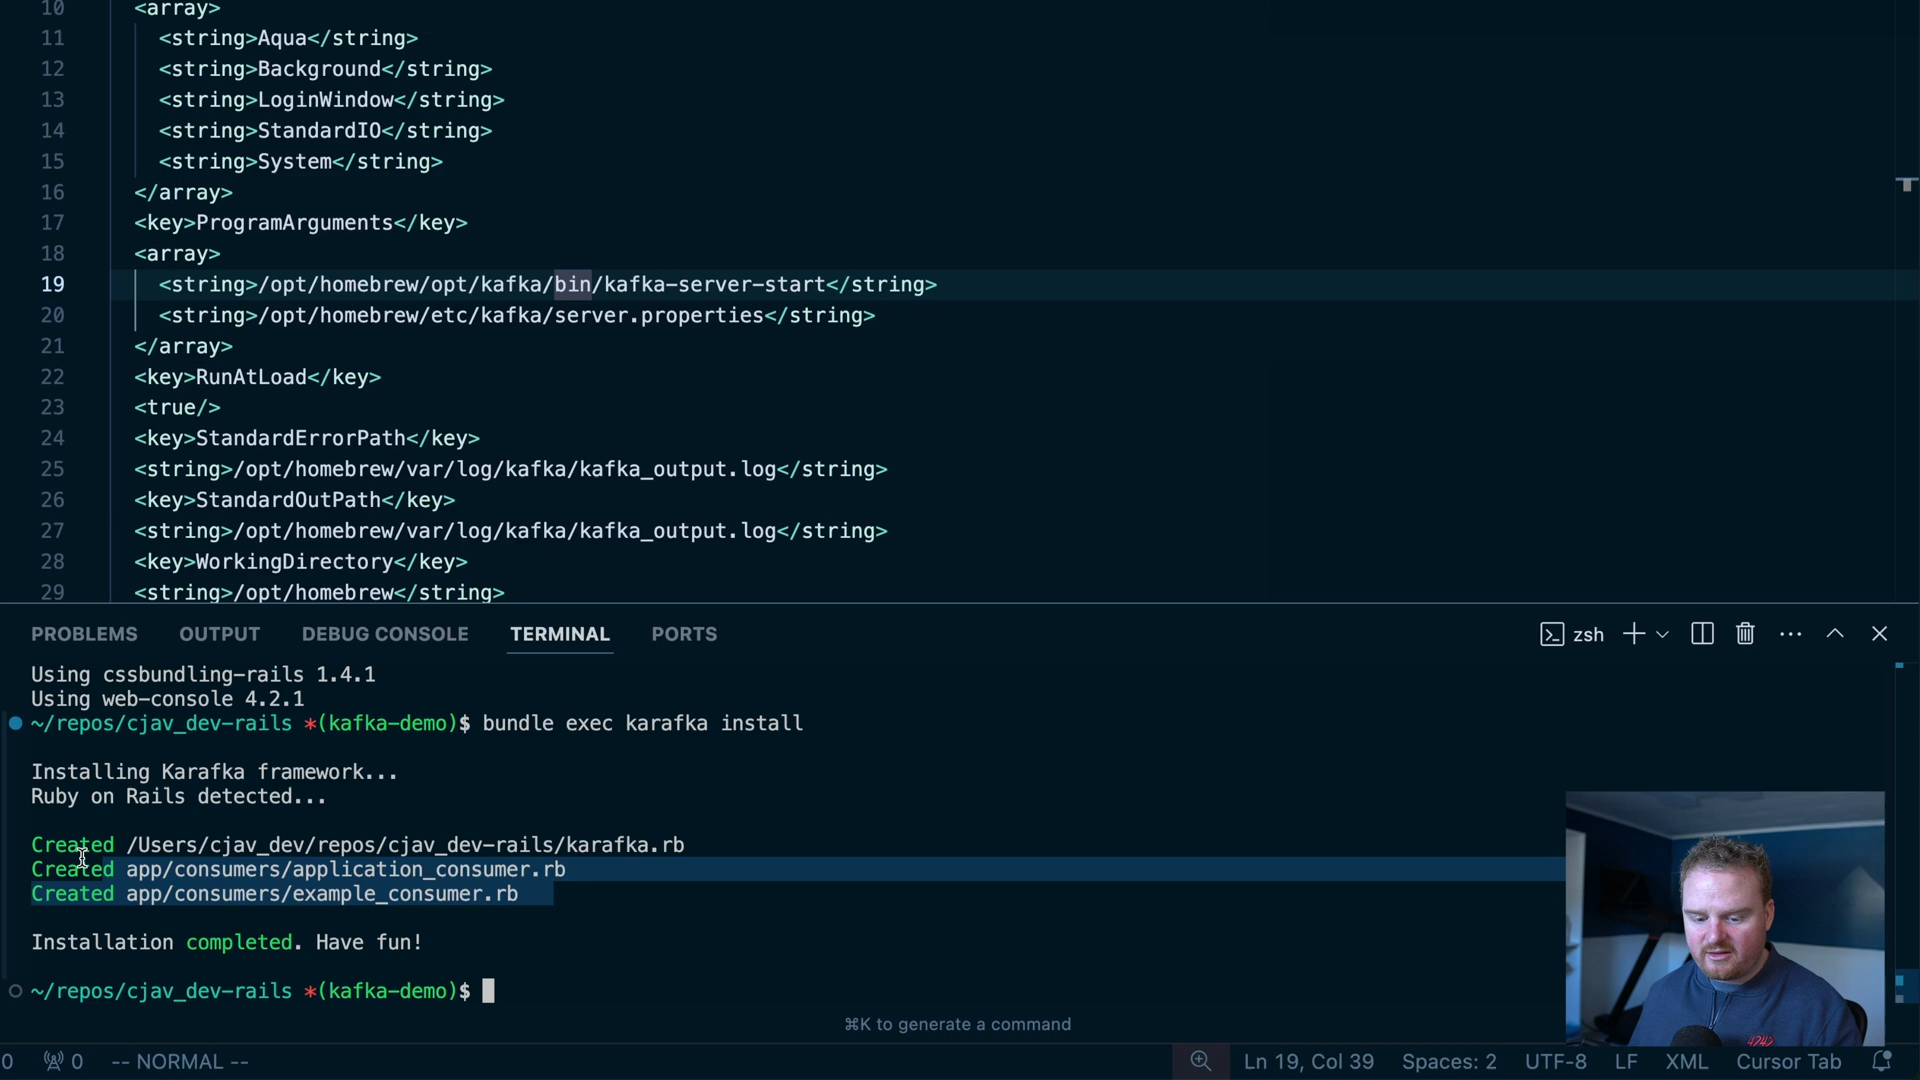 10 <array>
11 <string>Aqua</string>
12 <string>Background</string>
13 <string>LoginWindow</string>
14 <string>StandardIO</string>
15 <string>System</string>
16 </array>
17 <key>ProgramArguments</key>
18 <array>
19 <string>/opt/homebrew/opt/kafka/bin/kafka-server-start</string>
20 <string>/opt/homebrew/etc/kafka/server.properties</string>
21 </array>
22 <key>RunAtLoad</key>
23 <true/>
24 <key>StandardErrorPath</key>
25 <string>/opt/homebrew/var/log/kafka/kafka_output.log</string>
26 <key>StandardOutPath</key>
27 <string>/opt/homebrew/var/log/kafka/kafka_output.log</string>
28 <key>WorkingDirectory</key>
29 <string>/opt/homebrew</string>
PROBLEMS OUTPUT DEBUG CONSOLE TERMINAL PORTS zsh
Using cssbundling-rails 1.4.1
Using web-console 4.2.1
~/repos/cjav_dev-rails *(kafka-demo)$ bundle exec karafka install
Installing Karafka framework...
Ruby on Rails detected...
Created /Users/cjav_dev/repos/cjav_dev-rails/karafka.rb
Created app/consumers/application_consumer.rb
Created app/consumers/example_consumer.rb
Installation completed. Have fun!
~/repos/cjav_dev-rails *(kafka-demo)$
⌘K to generate a command
0 0 -- NORMAL -- Ln 19, Col 39 Spaces: 2 UTF-8 LF XML Cursor Tab